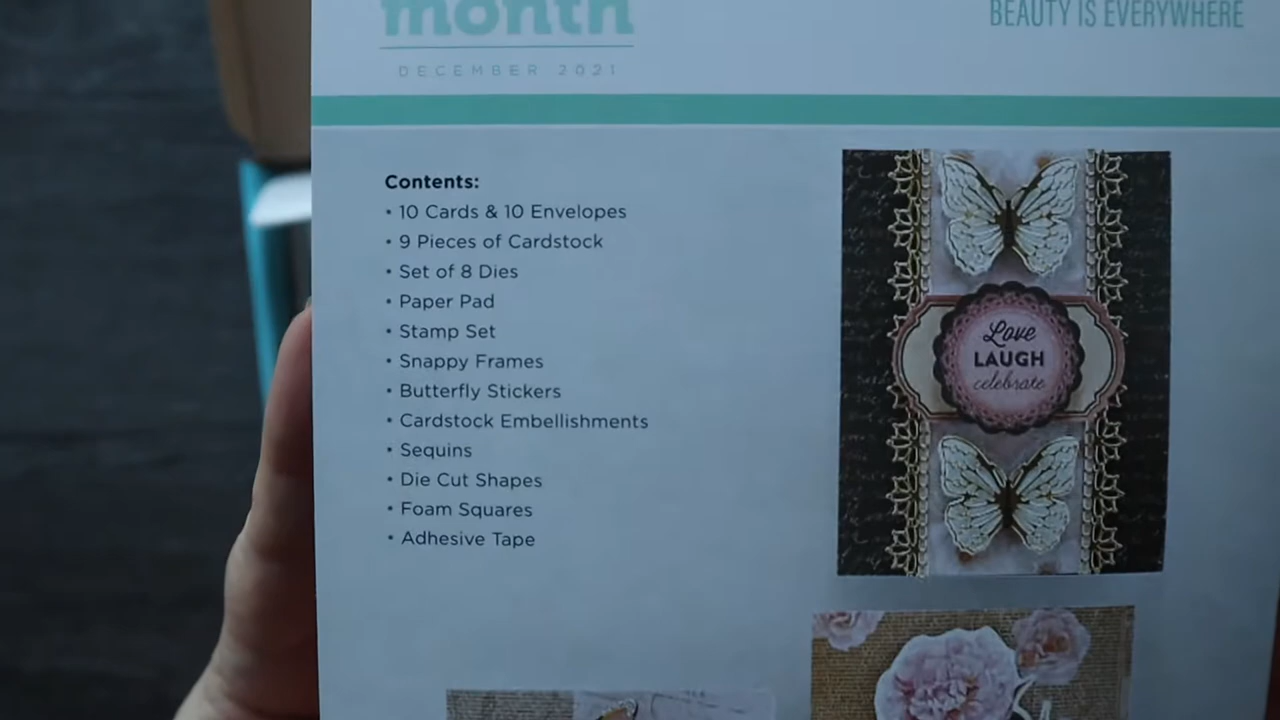 month
BEAUTY IS EVERYWHERE
DECEMBER 2021
Contents:
• 10 Cards & 10 Envelopes
• 9 Pieces of Cardstock
• Set of 8 Dies
• Paper Pad
• Stamp Set
• Snappy Frames
• Butterfly Stickers
• Cardstock Embellishments
• Sequins
• Die Cut Shapes
• Foam Squares
• Adhesive Tape
Love
LAUGH
celebrate